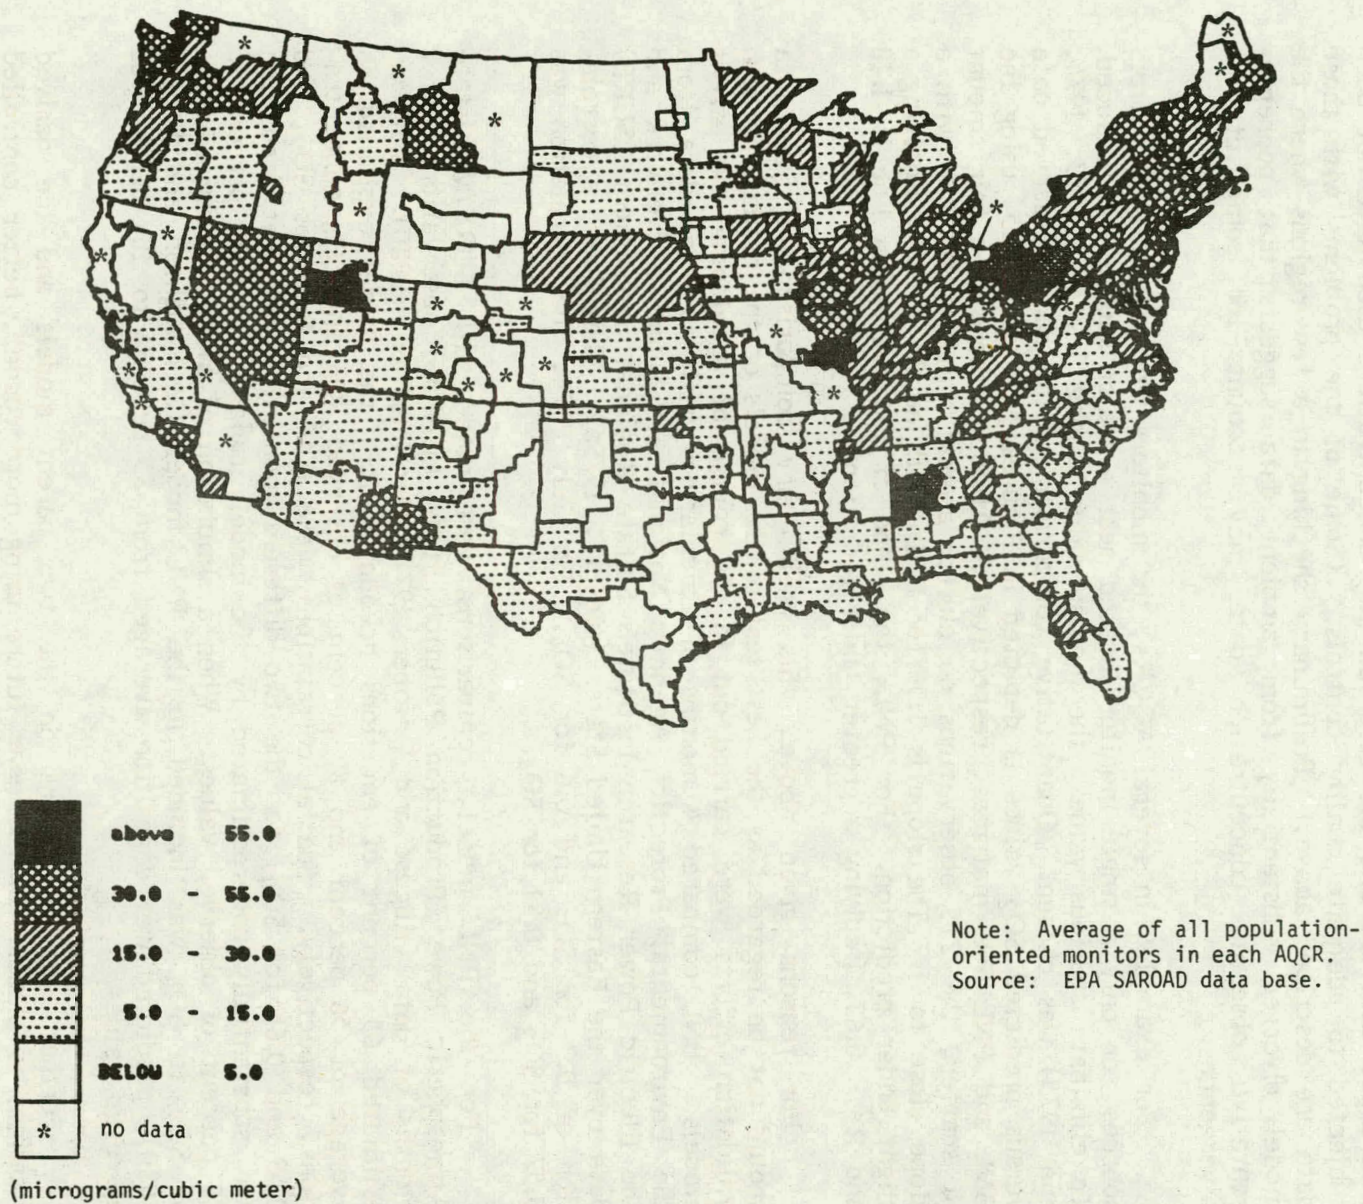 above 55.0
30.0 - 55.0
15.0 - 30.0
5.0 - 15.0
BELOW 5.0
* no data
(micrograms/cubic meter)
Note: Average of all population-
oriented monitors in each AQCR.
Source: EPA SAROAD data base.